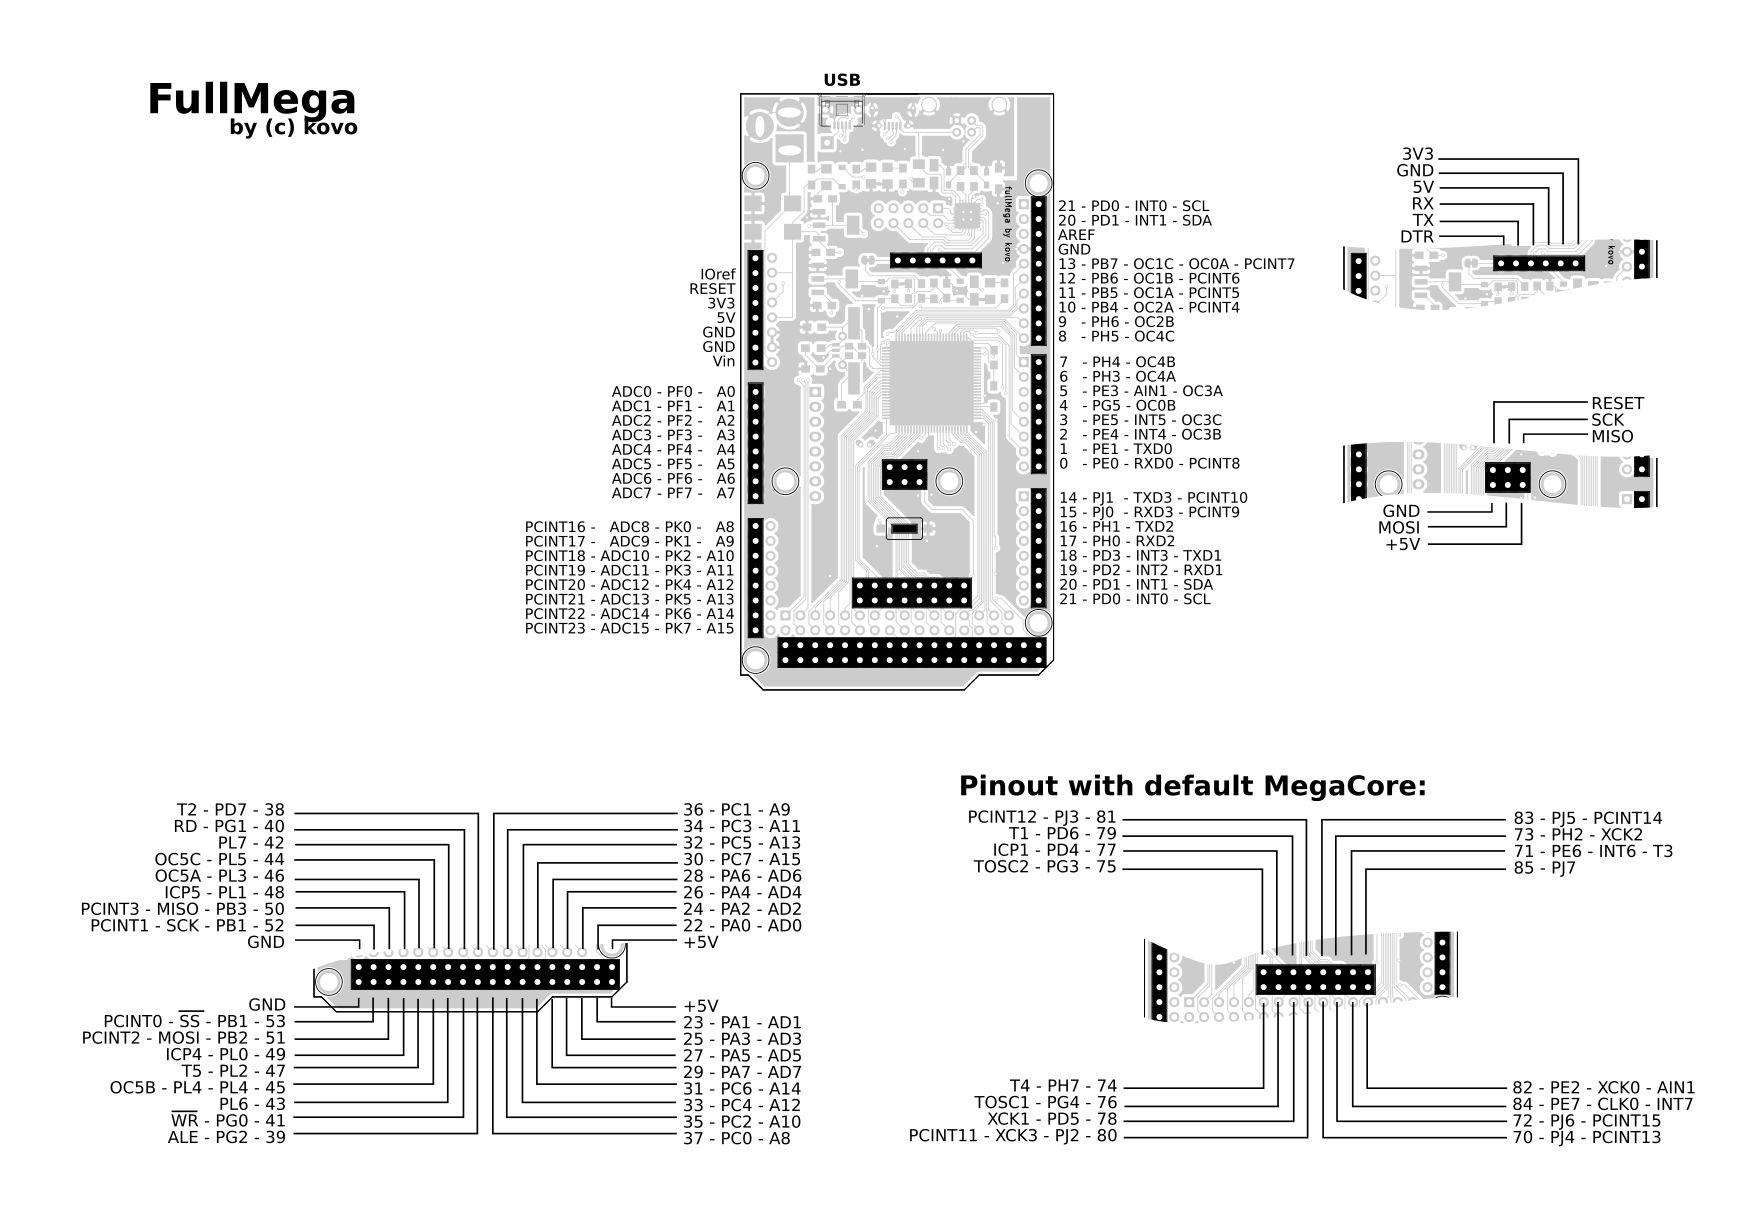 FullMega
by (c) kovo
USB
fullMega by kovo
IOref
RESET
3V3
5V
GND
GND
Vin
ADC0 - PF0 - A0
ADC1 - PF1 - A1
ADC2 - PF2 - A2
ADC3 - PF3 - A3
ADC4 - PF4 - A4
ADC5 - PF5 - A5
ADC6 - PF6 - A6
ADC7 - PF7 - A7
PCINT16 - ADC8 - PK0 - A8
PCINT17 - ADC9 - PK1 - A9
PCINT18 - ADC10 - PK2 - A10
PCINT19 - ADC11 - PK3 - A11
PCINT20 - ADC12 - PK4 - A12
PCINT21 - ADC13 - PK5 - A13
PCINT22 - ADC14 - PK6 - A14
PCINT23 - ADC15 - PK7 - A15
21 - PD0 - INT0 - SCL
20 - PD1 - INT1 - SDA
AREF
GND
13 - PB7 - OC1C - OC0A - PCINT7
12 - PB6 - OC1B - PCINT6
11 - PB5 - OC1A - PCINT5
10 - PB4 - OC2A - PCINT4
9 - PH6 - OC2B
8 - PH5 - OC4C
7 - PH4 - OC4B
6 - PH3 - OC4A
5 - PE3 - AIN1 - OC3A
4 - PG5 - OC0B
3 - PE5 - INT5 - OC3C
2 - PE4 - INT4 - OC3B
1 - PE1 - TXD0
0 - PE0 - RXD0 - PCINT8
14 - PJ1 - TXD3 - PCINT10
15 - PJ0 - RXD3 - PCINT9
16 - PH1 - TXD2
17 - PH0 - RXD2
18 - PD3 - INT3 - TXD1
19 - PD2 - INT2 - RXD1
20 - PD1 - INT1 - SDA
21 - PD0 - INT0 - SCL
3V3
GND
5V
RX
TX
DTR
kovo
RESET
SCK
MISO
GND
MOSI
+5V
T2 - PD7 - 38
RD - PG1 - 40
PL7 - 42
OC5C - PL5 - 44
OC5A - PL3 - 46
ICP5 - PL1 - 48
PCINT3 - MISO - PB3 - 50
PCINT1 - SCK - PB1 - 52
GND
36 - PC1 - A9
34 - PC3 - A11
32 - PC5 - A13
30 - PC7 - A15
28 - PA6 - AD6
26 - PA4 - AD4
24 - PA2 - AD2
22 - PA0 - AD0
+5V
GND
PCINT0 - SS - PB1 - 53
PCINT2 - MOSI - PB2 - 51
ICP4 - PL0 - 49
T5 - PL2 - 47
OC5B - PL4 - PL4 - 45
PL6 - 43
WR - PG0 - 41
ALE - PG2 - 39
+5V
23 - PA1 - AD1
25 - PA3 - AD3
27 - PA5 - AD5
29 - PA7 - AD7
31 - PC6 - A14
33 - PC4 - A12
35 - PC2 - A10
37 - PC0 - A8
Pinout with default MegaCore:
PCINT12 - PJ3 - 81
T1 - PD6 - 79
ICP1 - PD4 - 77
TOSC2 - PG3 - 75
83 - PJ5 - PCINT14
73 - PH2 - XCK2
71 - PE6 - INT6 - T3
85 - PJ7
T4 - PH7 - 74
TOSC1 - PG4 - 76
XCK1 - PD5 - 78
PCINT11 - XCK3 - PJ2 - 80
82 - PE2 - XCK0 - AIN1
84 - PE7 - CLK0 - INT7
72 - PJ6 - PCINT15
70 - PJ4 - PCINT13